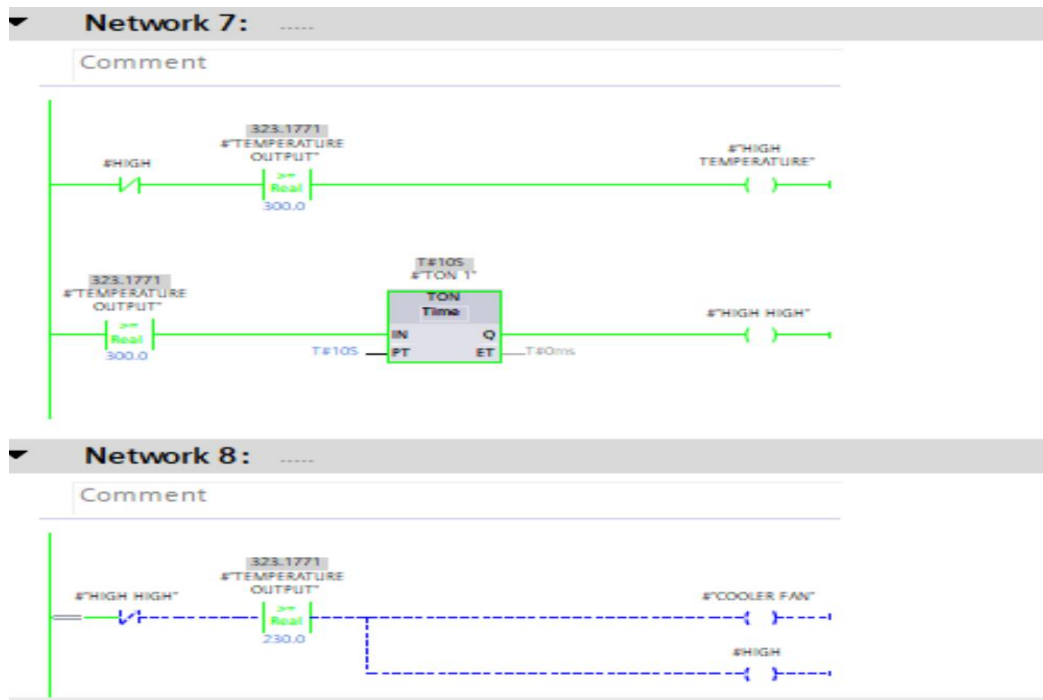 Network 7: .....
Comment
323.1771
#"TEMPERATURE
OUTPUT"
#HIGH
>=
Real
300.0
#"HIGH
TEMPERATURE"
323.1771
#"TEMPERATURE
OUTPUT"
>=
Real
300.0
T#10S
#"TON 1"
TON
Time
IN Q
T#10S PT ET T#0ms
#"HIGH HIGH"
Network 8: .....
Comment
323.1771
#"TEMPERATURE
OUTPUT"
#"HIGH HIGH"
>=
Real
230.0
#"COOLER FAN"
#HIGH